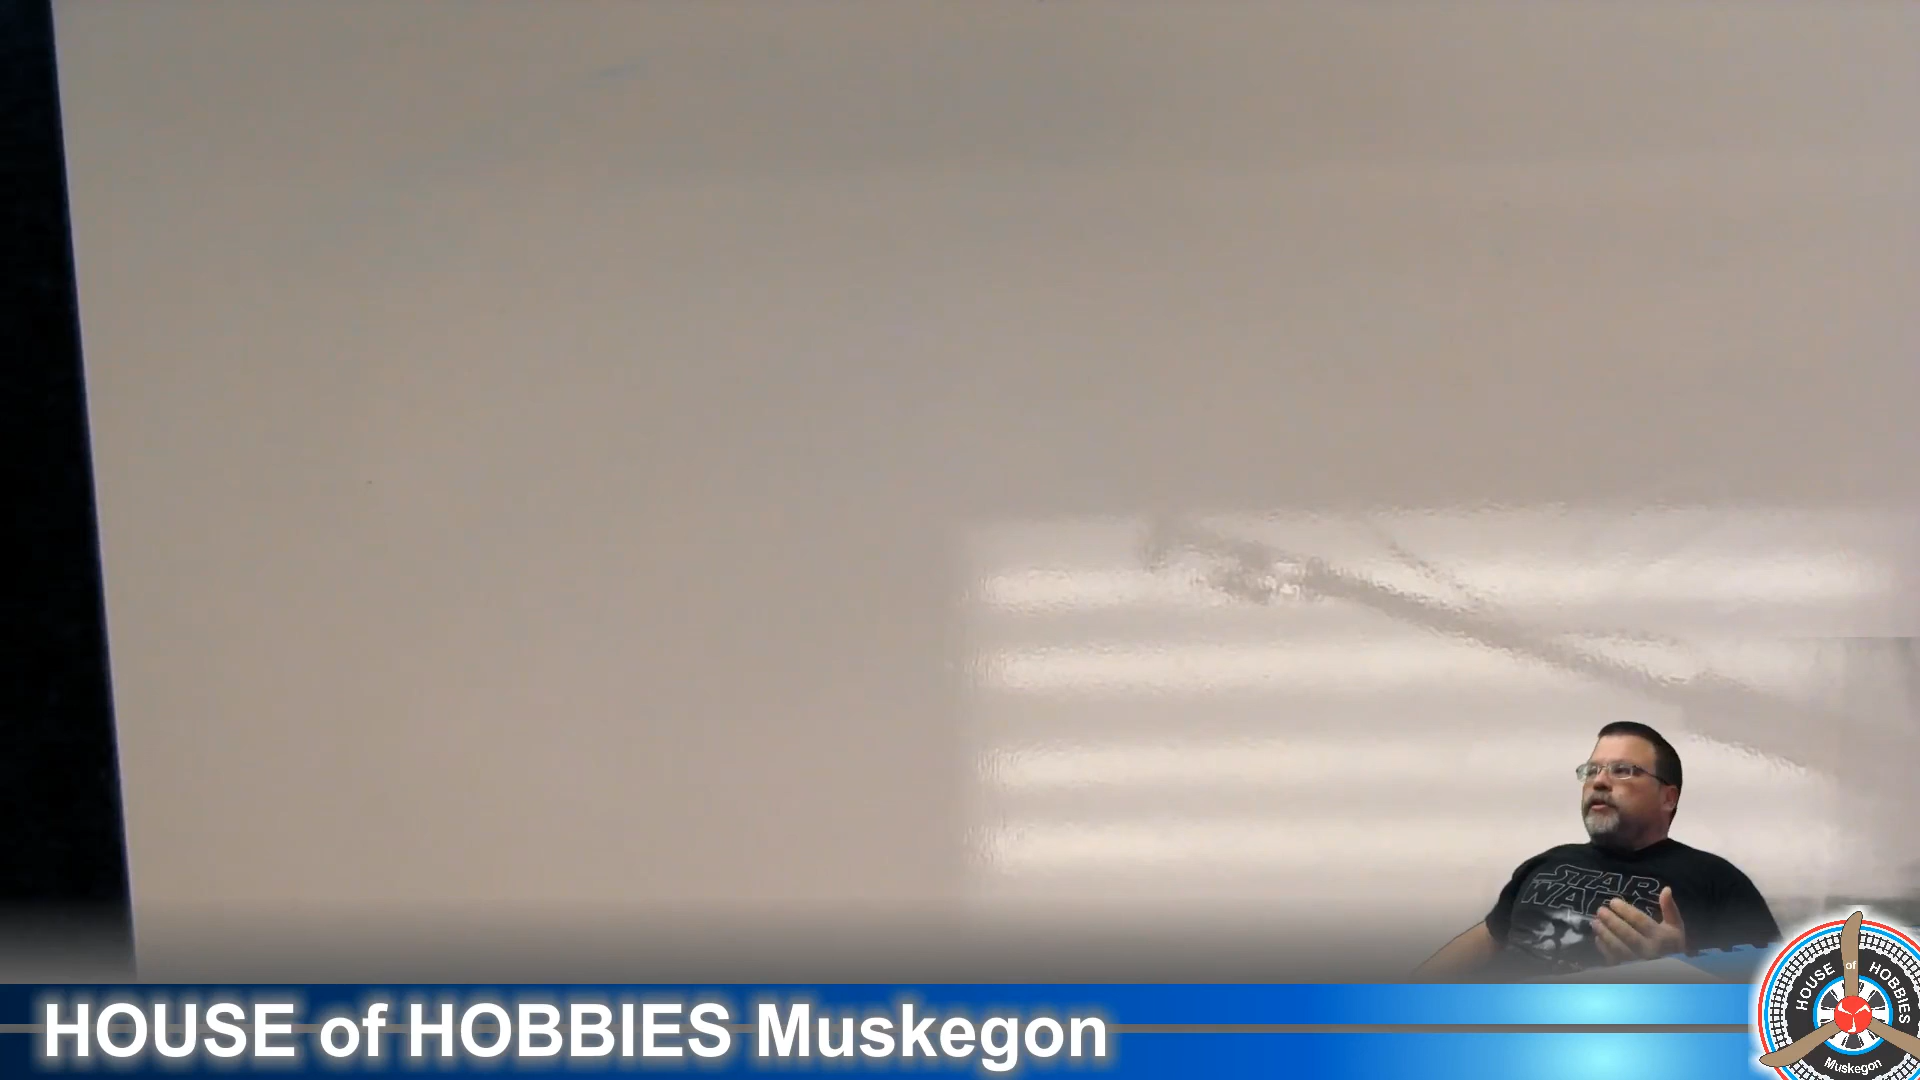 STAR
WARS
HOUSE of HOBBIES
Muskegon
HOUSE of HOBBIES Muskegon